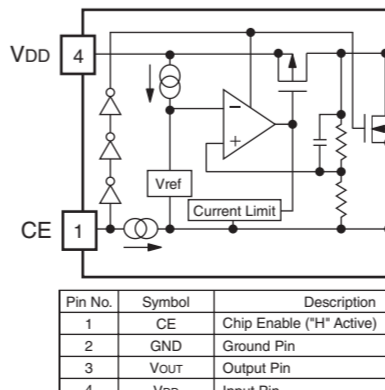 VDD 4
−
+
Vref
Current Limit
CE 1
Pin No. Symbol Description
1 CE Chip Enable ("H" Active)
2 GND Ground Pin
3 VOUT Output Pin
4 VDD Input Pin